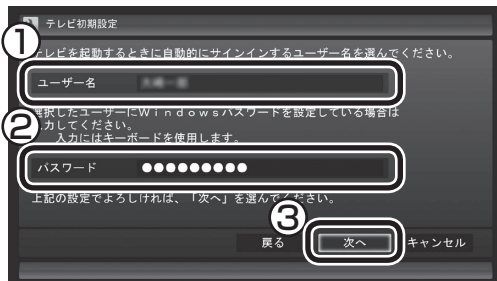 テレビ初期設定
①
テレビを起動するときに自動的にサインインするユーザー名を選んでください。
ユーザー名
選択したユーザーにWindowsパスワードを設定している場合は
②
入力してください。
入力にはキーボードを使用します。
パスワード ●●●●●●●●●
上記の設定でよろしければ、「次へ」を選んでください。
③
戻る 次へ キャンセル